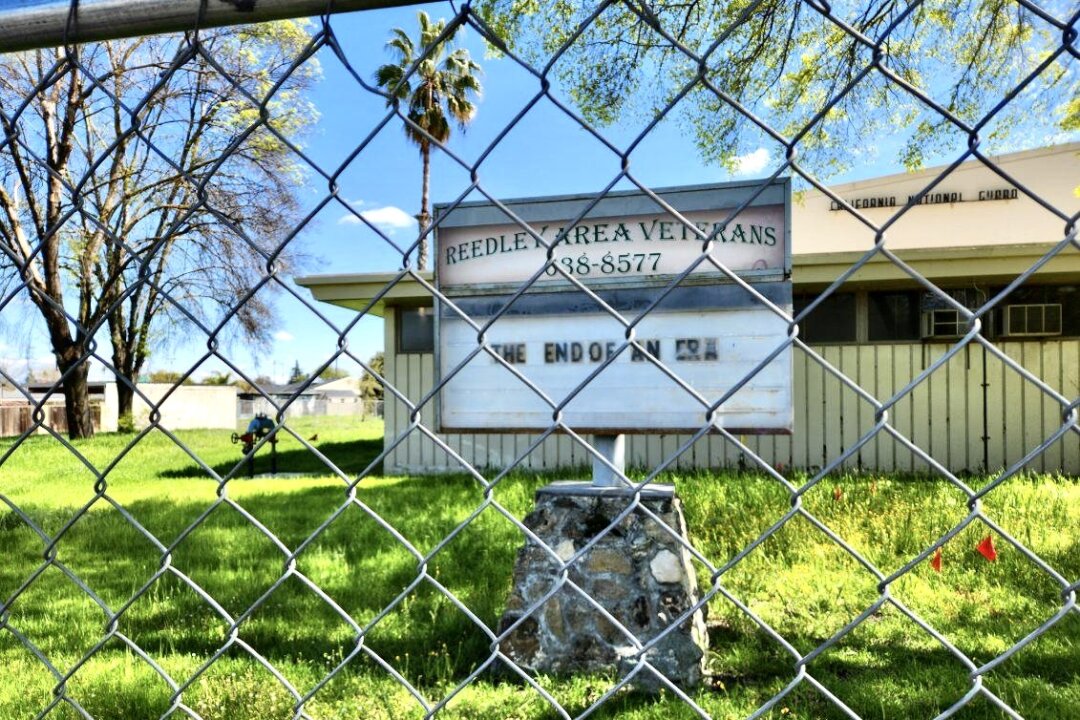 CALIFORNIA NATIONAL GUARD
REEDLEY AREA VETERANS
638-8577
THE END OF AN ERA